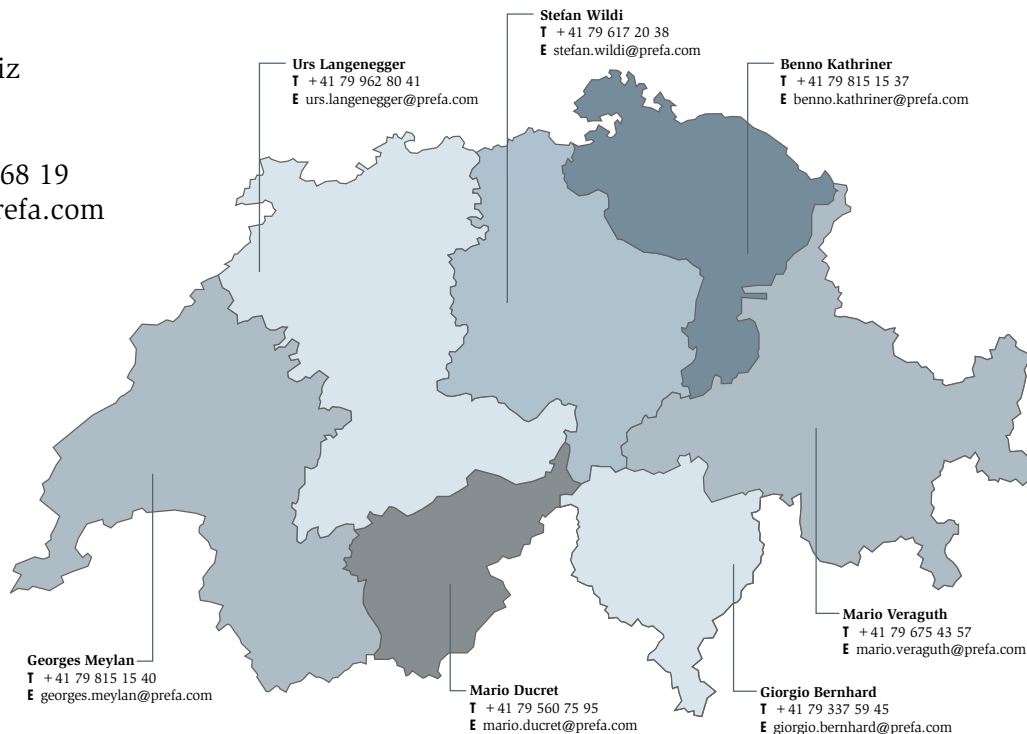 iz
68 19
refa.com
Stefan Wildi
T +41 79 617 20 38
E stefan.wildi@prefa.com
Urs Langenegger
T +41 79 962 80 41
E urs.langenegger@prefa.com
Benno Kathriner
T +41 79 815 15 37
E benno.kathriner@prefa.com
Georges Meylan
T +41 79 815 15 40
E georges.meylan@prefa.com
Mario Ducret
T +41 79 560 75 95
E mario.ducret@prefa.com
Giorgio Bernhard
T +41 79 337 59 45
E giorgio.bernhard@prefa.com
Mario Veraguth
T +41 79 675 43 57
E mario.veraguth@prefa.com